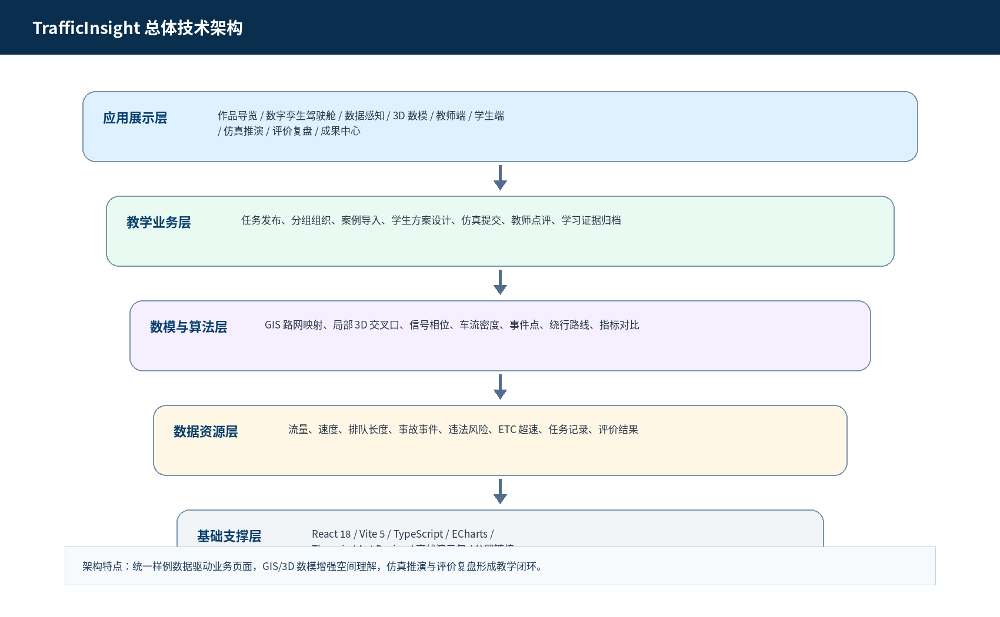 TrafficInsight 总体技术架构
应用展示层
作品导览 / 数字孪生驾驶舱 / 数据感知 / 3D 数模 / 教师端 / 学生端
/ 仿真推演 / 评价复盘 / 成果中心
教学业务层
任务发布、分组组织、案例导入、学生方案设计、仿真提交、教师点评、学习证据归档
数模与算法层
GIS 路网映射、局部 3D 交叉口、信号相位、车流密度、事件点、绕行路线、指标对比
数据资源层
流量、速度、排队长度、事故事件、违法风险、ETC 超速、任务记录、评价结果
基础支撑层
React 18 / Vite 5 / TypeScript / ECharts /
架构特点：统一样例数据驱动业务页面，GIS/3D 数模增强空间理解，仿真推演与评价复盘形成教学闭环。